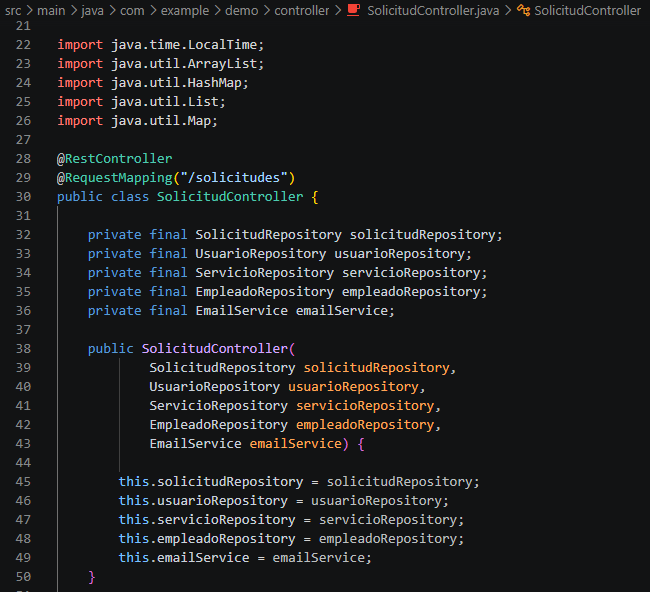 src > main > java > com > example > demo > controller > SolicitudController.java > SolicitudController
21
22 import java.time.LocalTime;
23 import java.util.ArrayList;
24 import java.util.HashMap;
25 import java.util.List;
26 import java.util.Map;
27
28 @RestController
29 @RequestMapping("/solicitudes")
30 public class SolicitudController {
31
32     private final SolicitudRepository solicitudRepository;
33     private final UsuarioRepository usuarioRepository;
34     private final ServicioRepository servicioRepository;
35     private final EmpleadoRepository empleadoRepository;
36     private final EmailService emailService;
37
38     public SolicitudController(
39             SolicitudRepository solicitudRepository,
40             UsuarioRepository usuarioRepository,
41             ServicioRepository servicioRepository,
42             EmpleadoRepository empleadoRepository,
43             EmailService emailService) {
44
45         this.solicitudRepository = solicitudRepository;
46         this.usuarioRepository = usuarioRepository;
47         this.servicioRepository = servicioRepository;
48         this.empleadoRepository = empleadoRepository;
49         this.emailService = emailService;
50     }